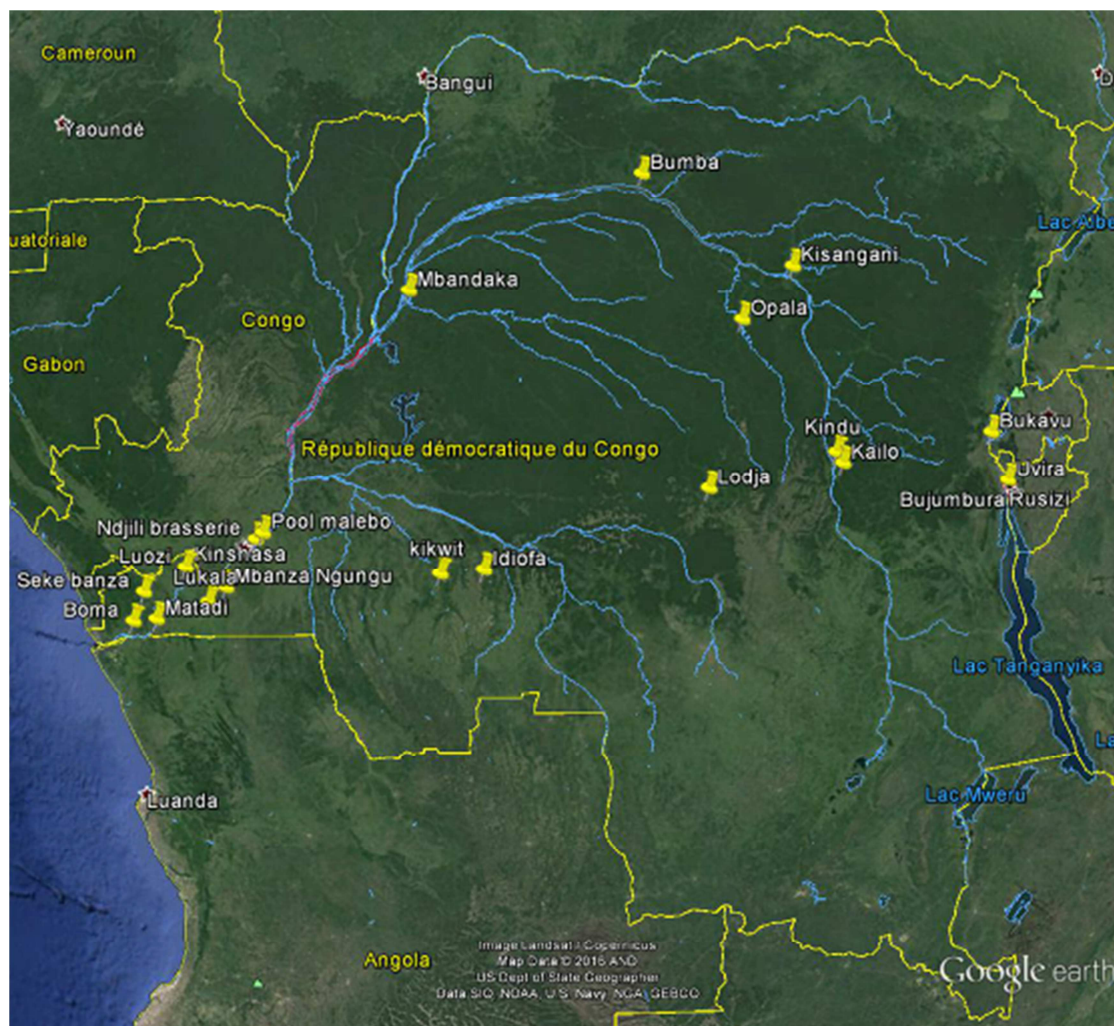 Cameroun
Bangui
Yaoundé
Bumba
Lac Albe
uatoriale
Kisangani
Mbandaka
Opala
Congo
Gabon
Kindu
Bukavu
République démocratique du Congo
Kailo
Lodja
Uvira
Bujumbura Rusizi
Ndjili brasserie
Pool malebo
Luozi
Kinshasa
kikwit
Idiofa
Seke banza
Lukala
Mbanza Ngungu
Boma
Matadi
Lac Tanganyika
La
Lac Mweru
Luanda
Angola
Image Landsat / Copernicus
Map Data © 2016 AND
US Dept of State Geographer
Data SIO, NOAA, U.S. Navy, NGA, GEBCO
Google earth